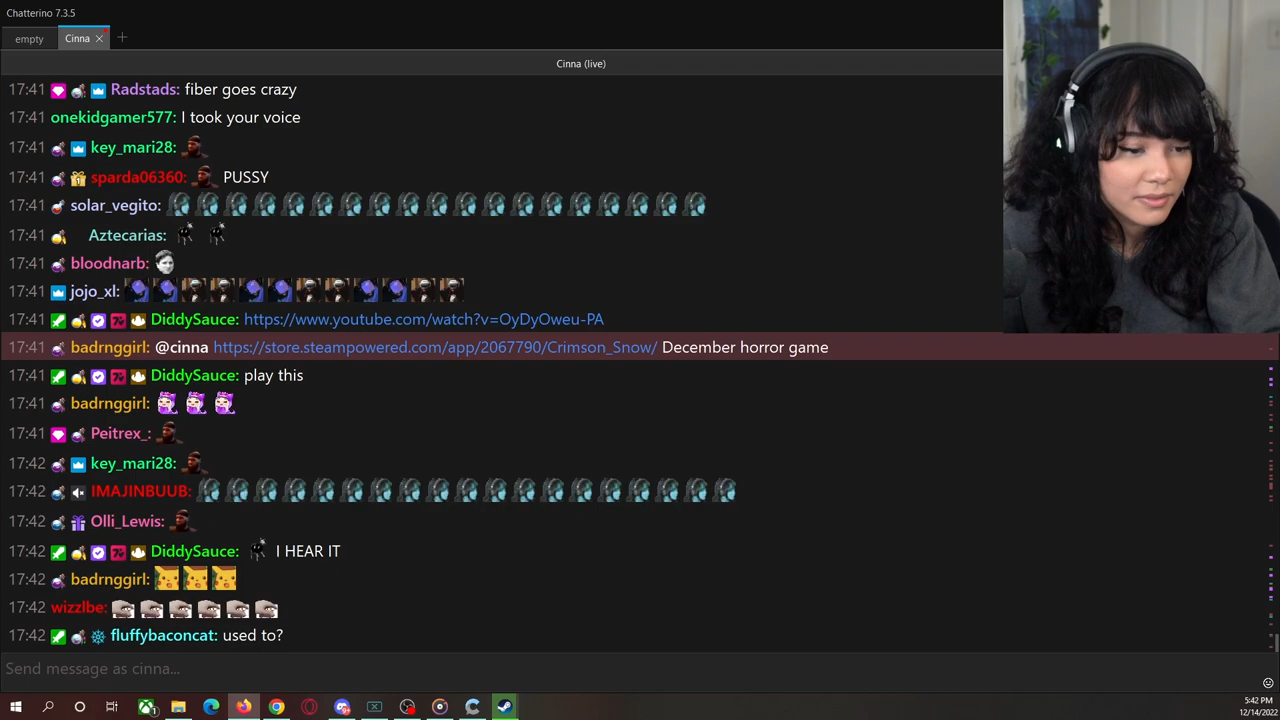 Chatterino 7.3.5
empty
Cinna
Cinna (live)
17:41 Radstads: fiber goes crazy
17:41 onekidgamer577: I took your voice
17:41 key_mari28:
17:41 sparda06360: PUSSY
17:41 solar_vegito:
17:41 Aztecarias:
17:41 bloodnarb:
17:41 jojo_xl:
17:41 DiddySauce: https://www.youtube.com/watch?v=OyDyOweu-PA
17:41 badrnggirl: @cinna https://store.steampowered.com/app/2067790/Crimson_Snow/ December horror game
17:41 DiddySauce: play this
17:41 badrnggirl:
17:41 Peitrex_:
17:42 key_mari28:
17:42 IMAJINBUUB:
17:42 Olli_Lewis:
17:42 DiddySauce: I HEAR IT
17:42 badrnggirl:
17:42 wizzlbe:
17:42 fluffybaconcat: used to?
Send message as cinna...
5:42 PM
12/14/2022